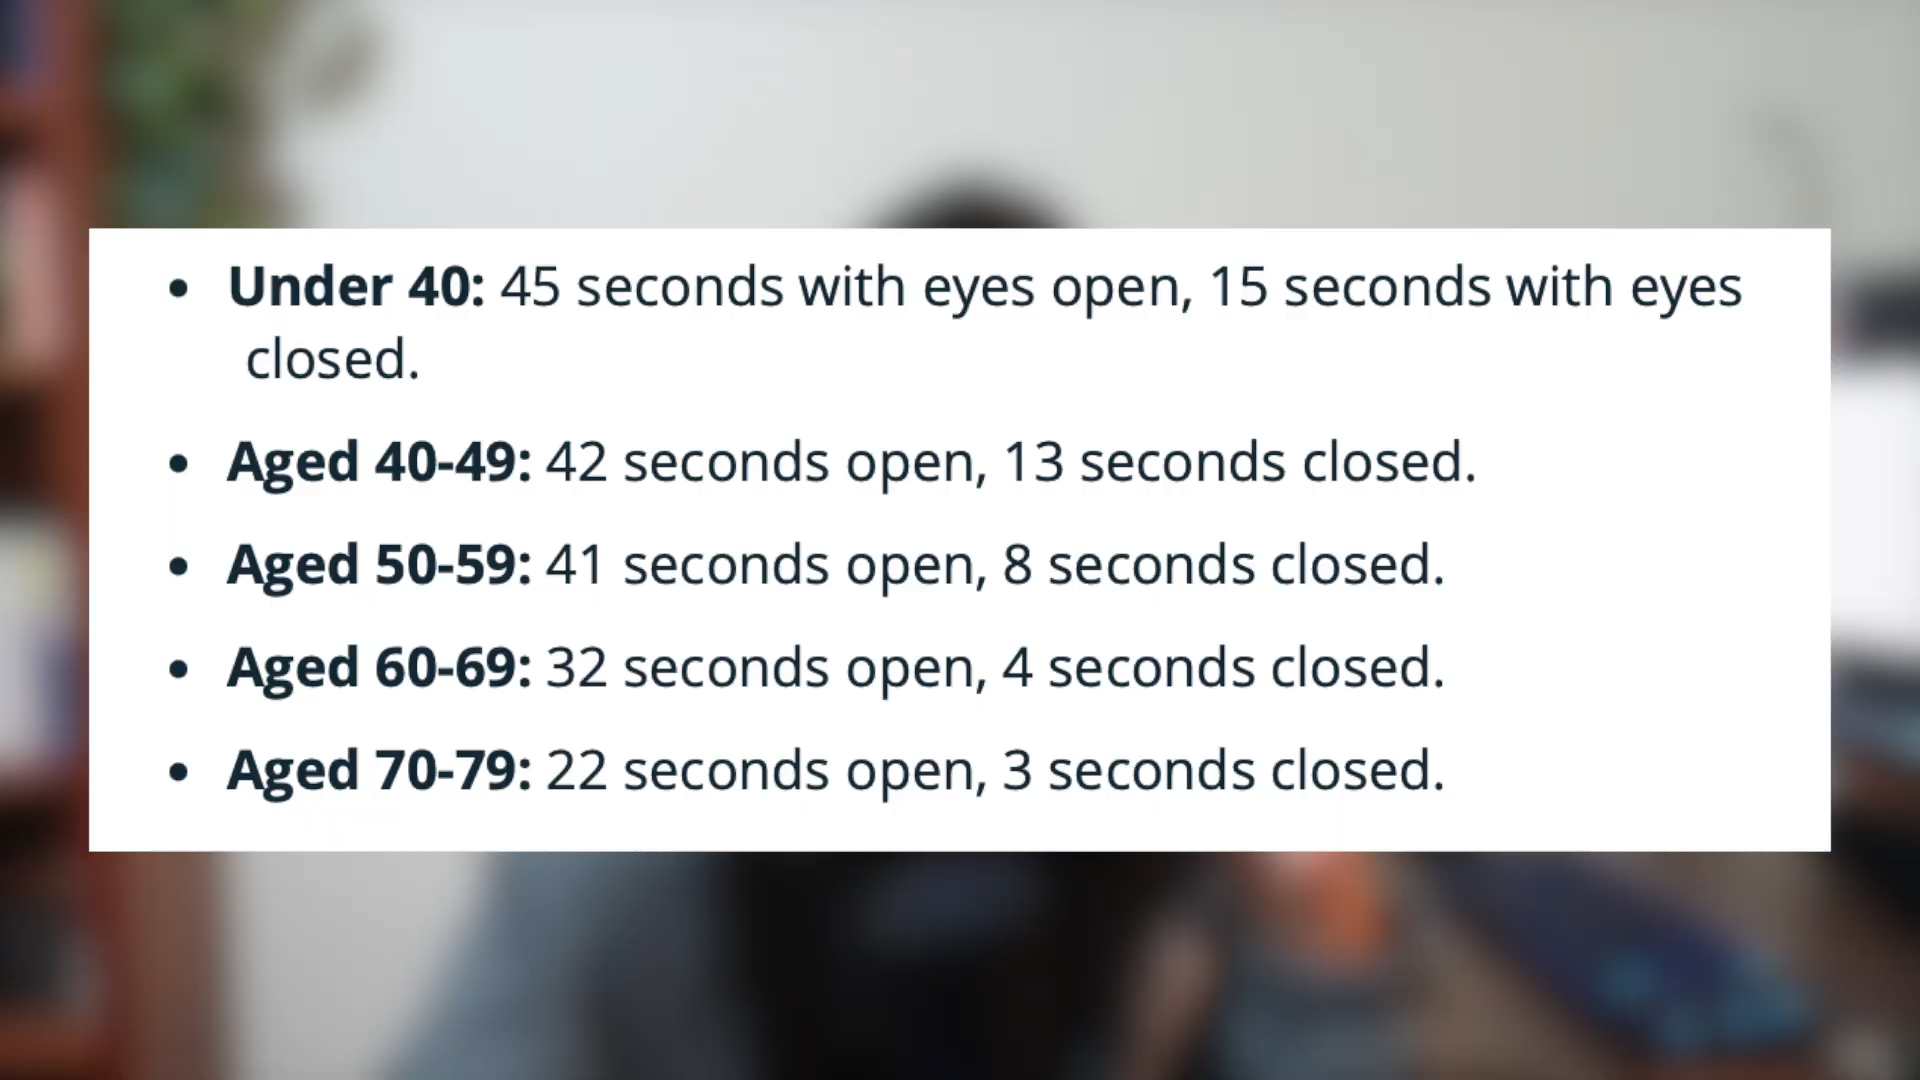 • Under 40: 45 seconds with eyes open, 15 seconds with eyes
closed.
• Aged 40-49: 42 seconds open, 13 seconds closed.
• Aged 50-59: 41 seconds open, 8 seconds closed.
• Aged 60-69: 32 seconds open, 4 seconds closed.
• Aged 70-79: 22 seconds open, 3 seconds closed.